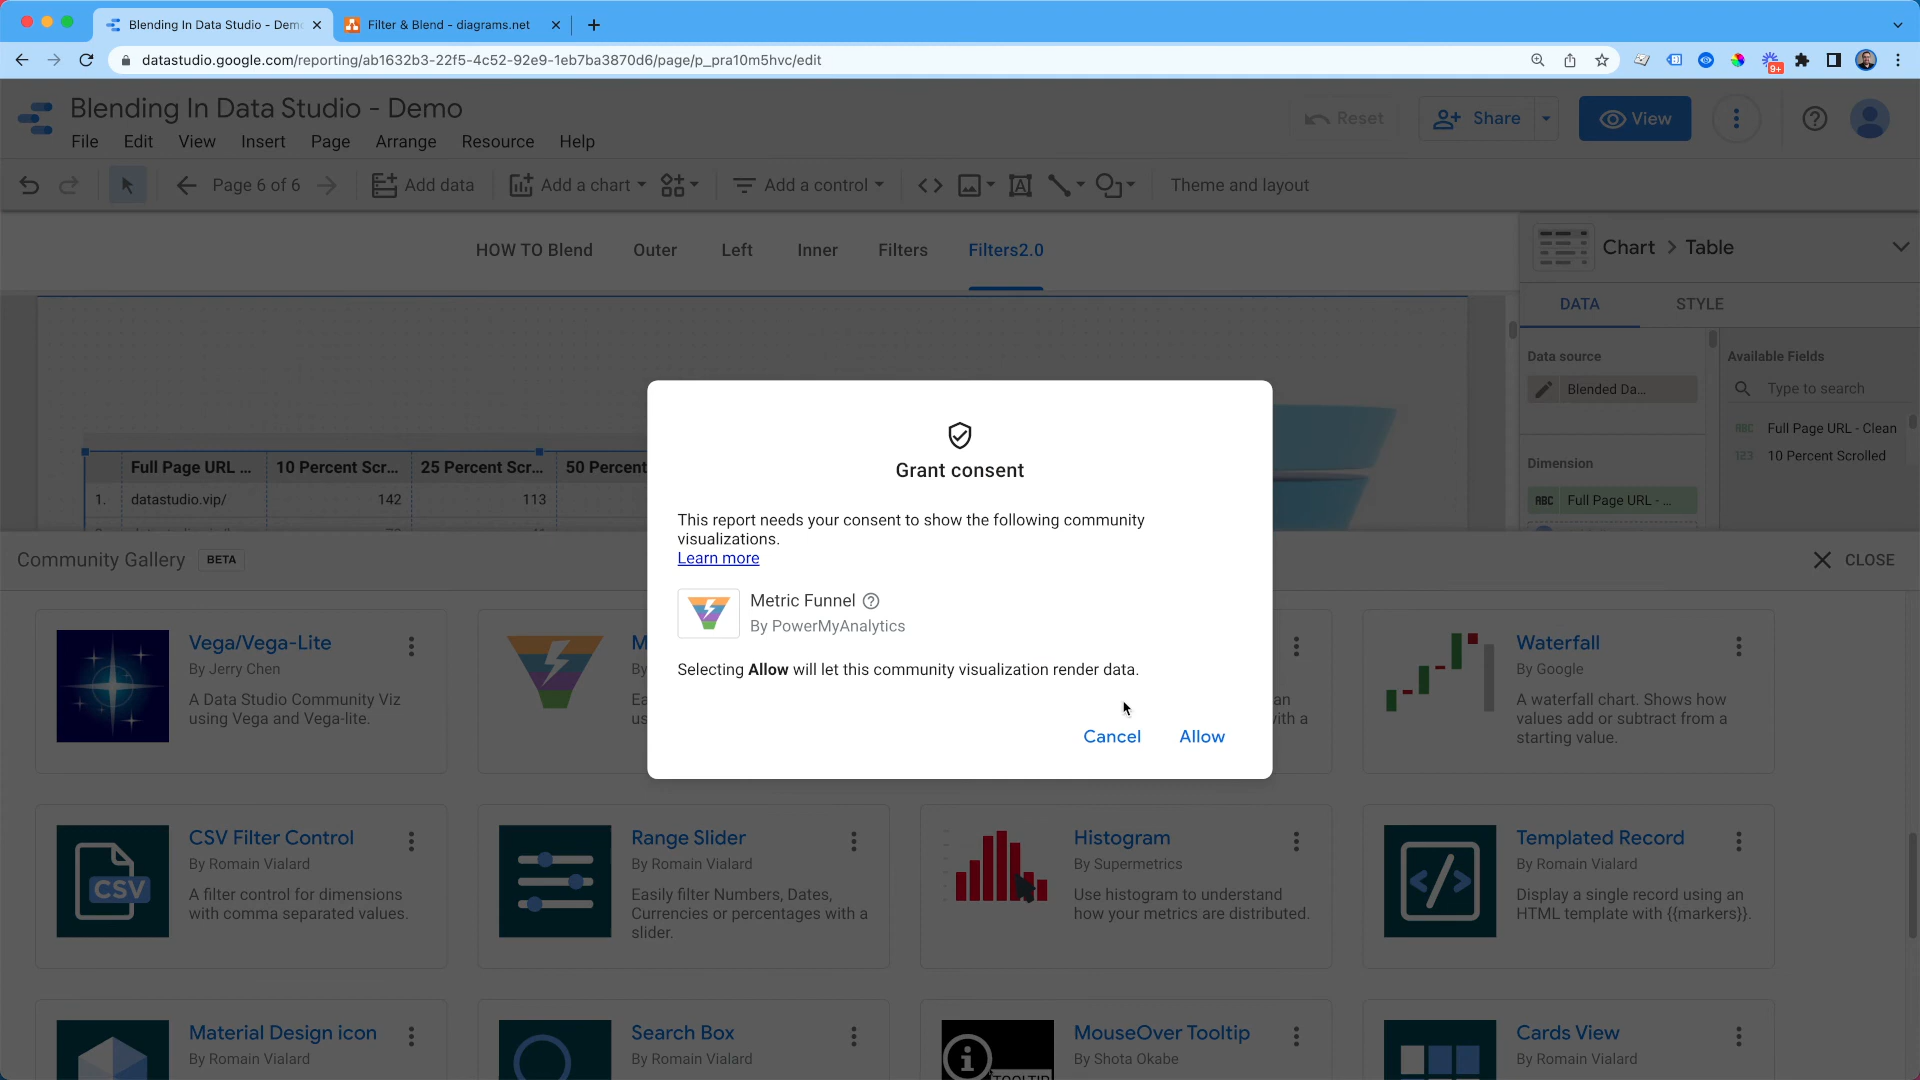 Blending In Data Studio - Dem
Filter & Blend - diagrams.net
datastudio.google.com/reporting/ab1632b3-22f5-4c52-92e9-1eb7ba3870d6/page/p_pra10m5hvc/edit
9+
Blending In Data Studio - Demo
Reset
Share
View
File Edit View Insert Page Arrange Resource Help
Page 6 of 6
Add data
Add a chart
Add a control
Theme and layout
HOW TO Blend Outer Left Inner Filters Filters2.0
Chart > Table
DATA STYLE
Data source
Blended Da...
Available Fields
Type to search
ABC Full Page URL - Clean
123 10 Percent Scrolled
Dimension
ABC Full Page URL - ...
Full Page URL ... 10 Percent Scr... 25 Percent Scr... 50 Percent
1. datastudio.vip/ 142 113
Grant consent
This report needs your consent to show the following community
visualizations.
Learn more
Metric Funnel
By PowerMyAnalytics
Selecting Allow will let this community visualization render data.
Cancel Allow
Community Gallery BETA
CLOSE
Vega/Vega-Lite
By Jerry Chen
A Data Studio Community Viz
using Vega and Vega-lite.
M
By
Ea
us
an
ith a
Waterfall
By Google
A waterfall chart. Shows how
values add or subtract from a
starting value.
CSV
CSV Filter Control
By Romain Vialard
A filter control for dimensions
with comma separated values.
Range Slider
By Romain Vialard
Easily filter Numbers, Dates,
Currencies or percentages with a
slider.
Histogram
By Supermetrics
Use histogram to understand
how your metrics are distributed.
Templated Record
By Romain Vialard
Display a single record using an
HTML template with {{markers}}.
Material Design icon
By Romain Vialard
Search Box
By Romain Vialard
TOOLTIP
MouseOver Tooltip
By Shota Okabe
Cards View
By Romain Vialard